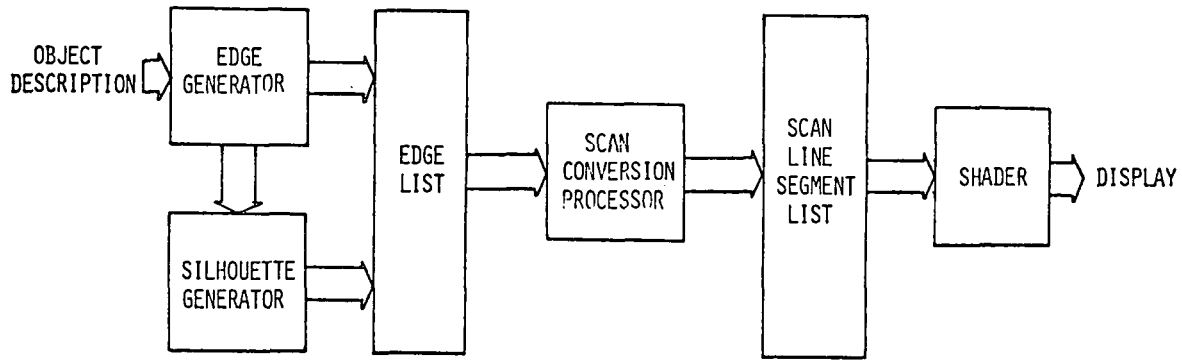 OBJECT
DESCRIPTION
EDGE
GENERATOR
SILHOUETTE
GENERATOR
EDGE
LIST
SCAN
CONVERSION
PROCESSOR
SCAN
LINE
SEGMENT
LIST
SHADER
DISPLAY